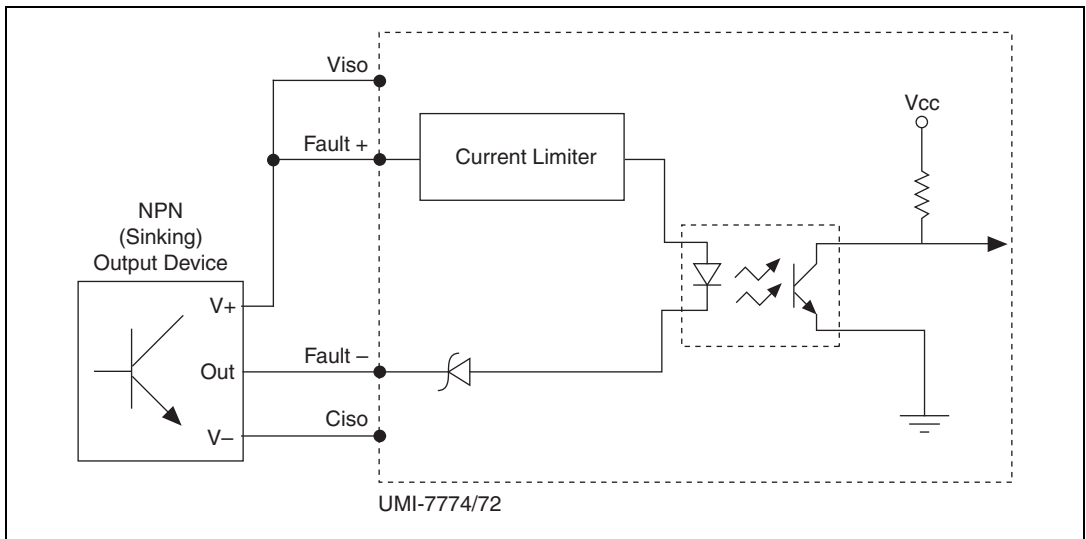 Viso
Fault +
Current Limiter
Vcc
NPN
(Sinking)
Output Device
V+
Out
Fault –
V–
Ciso
UMI-7774/72